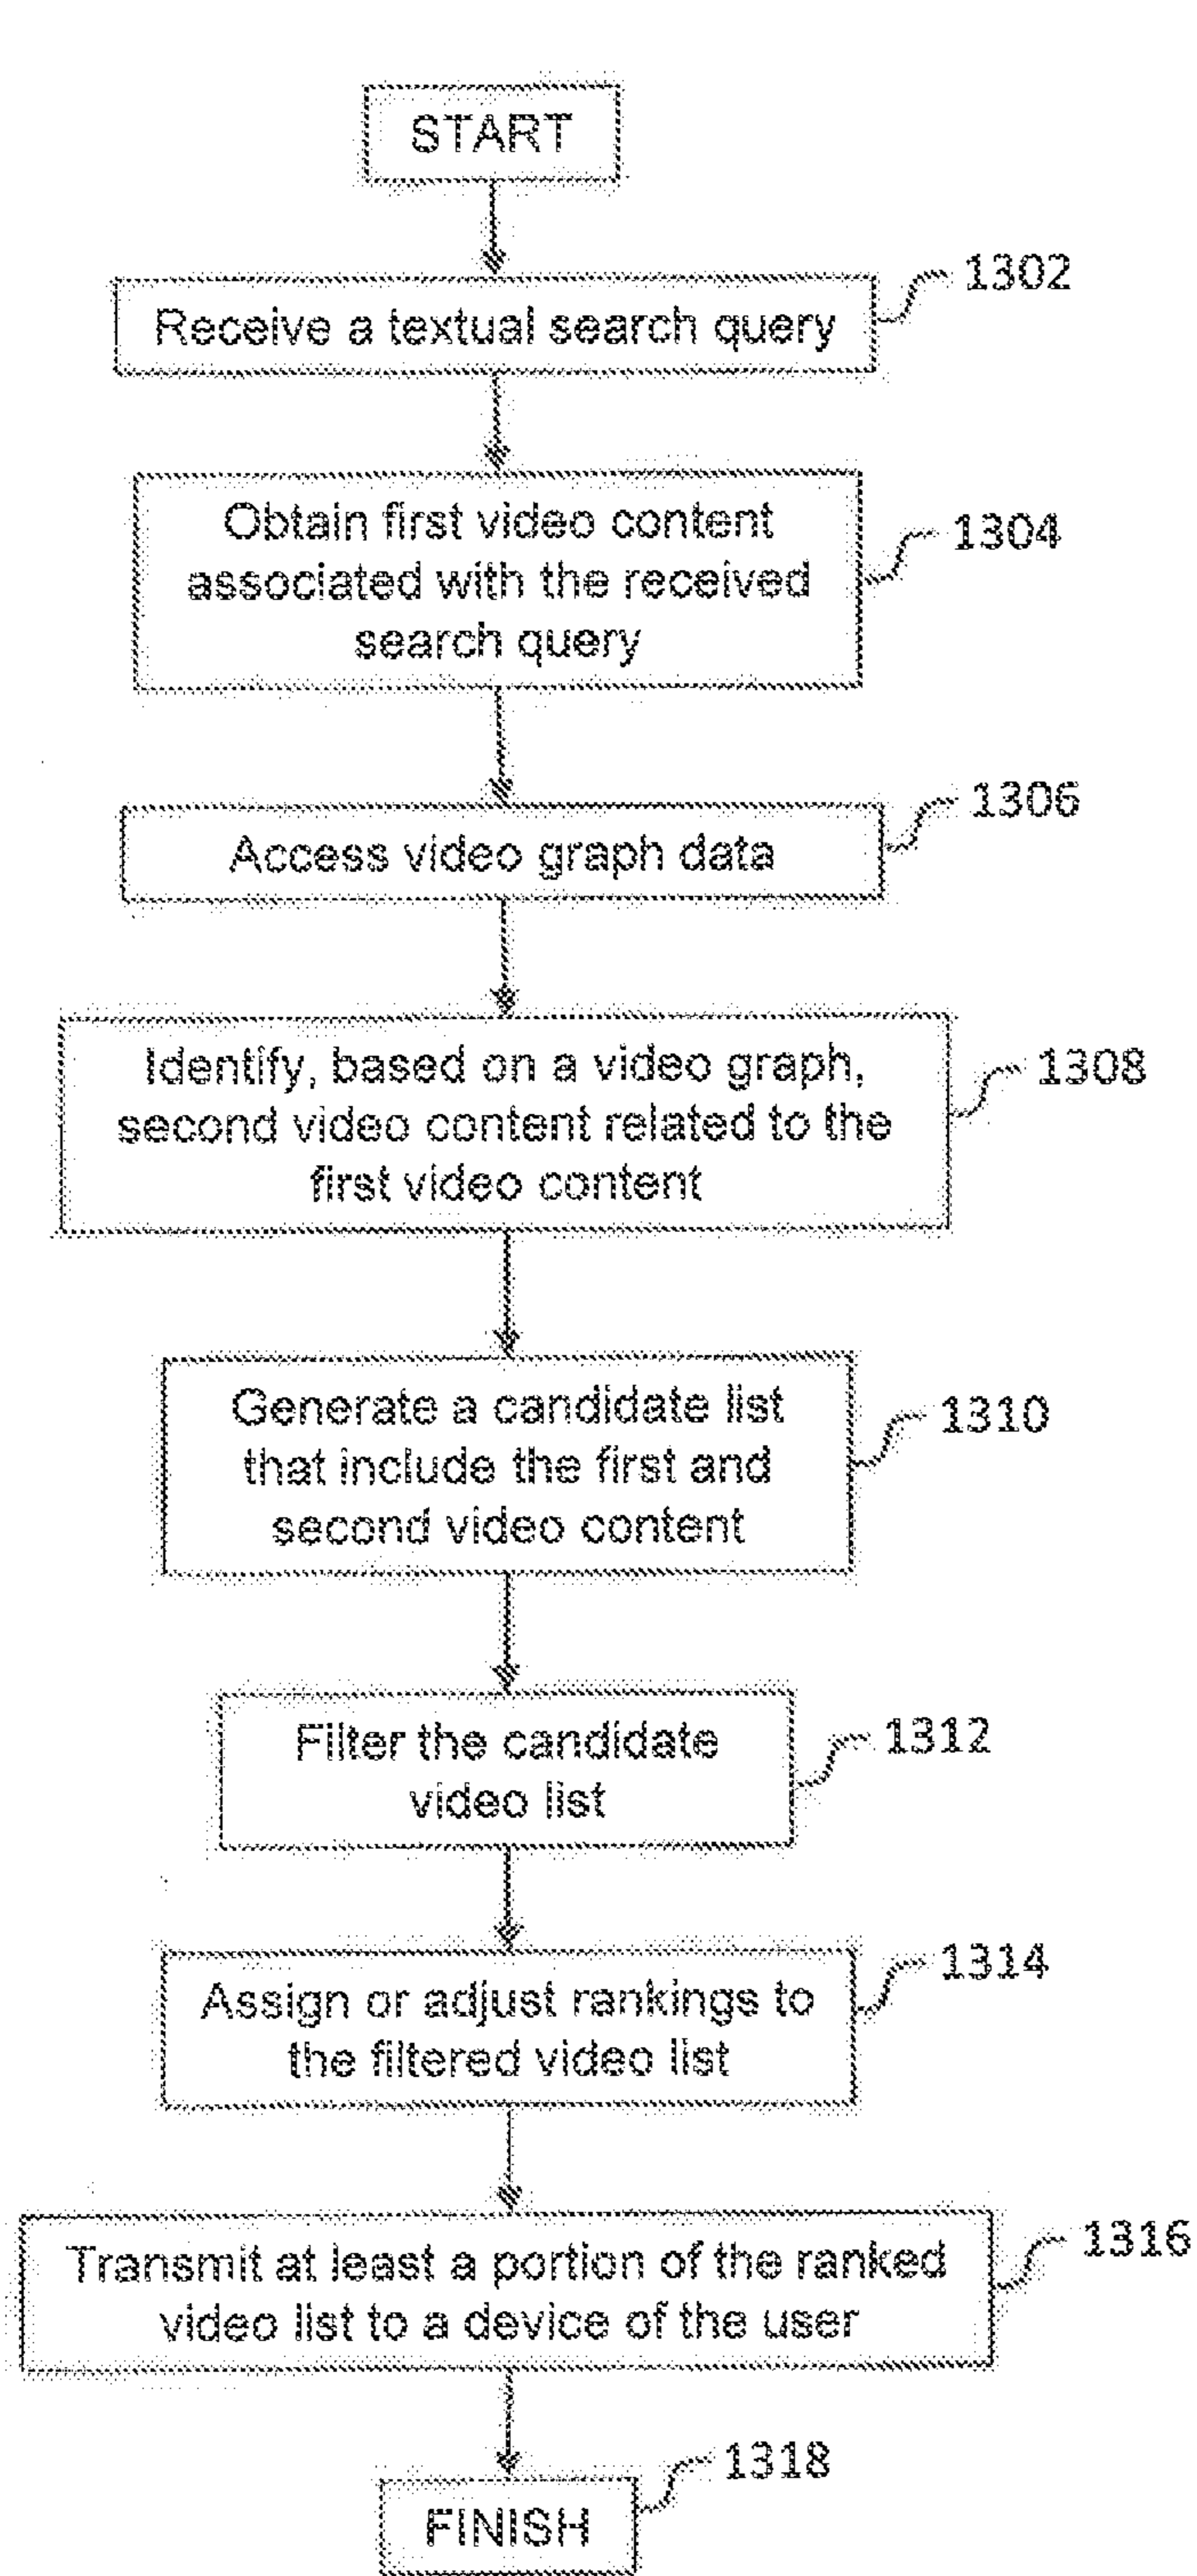 START
1302
Receive a textual search query
Obtain first video content
1304
associated with the received
search query
1306
Access video graph data
Identify, based on a video graph,
1308
second video content related to the
first video content
Generate a candidate list
1310
that include the first and
second video content
Filter the candidate
1312
video list
1314
Assign or adjust rankings to
the filtered video list
1316
Transmit at least a portion of the ranked
video list to a device of the user
1318
FINISH